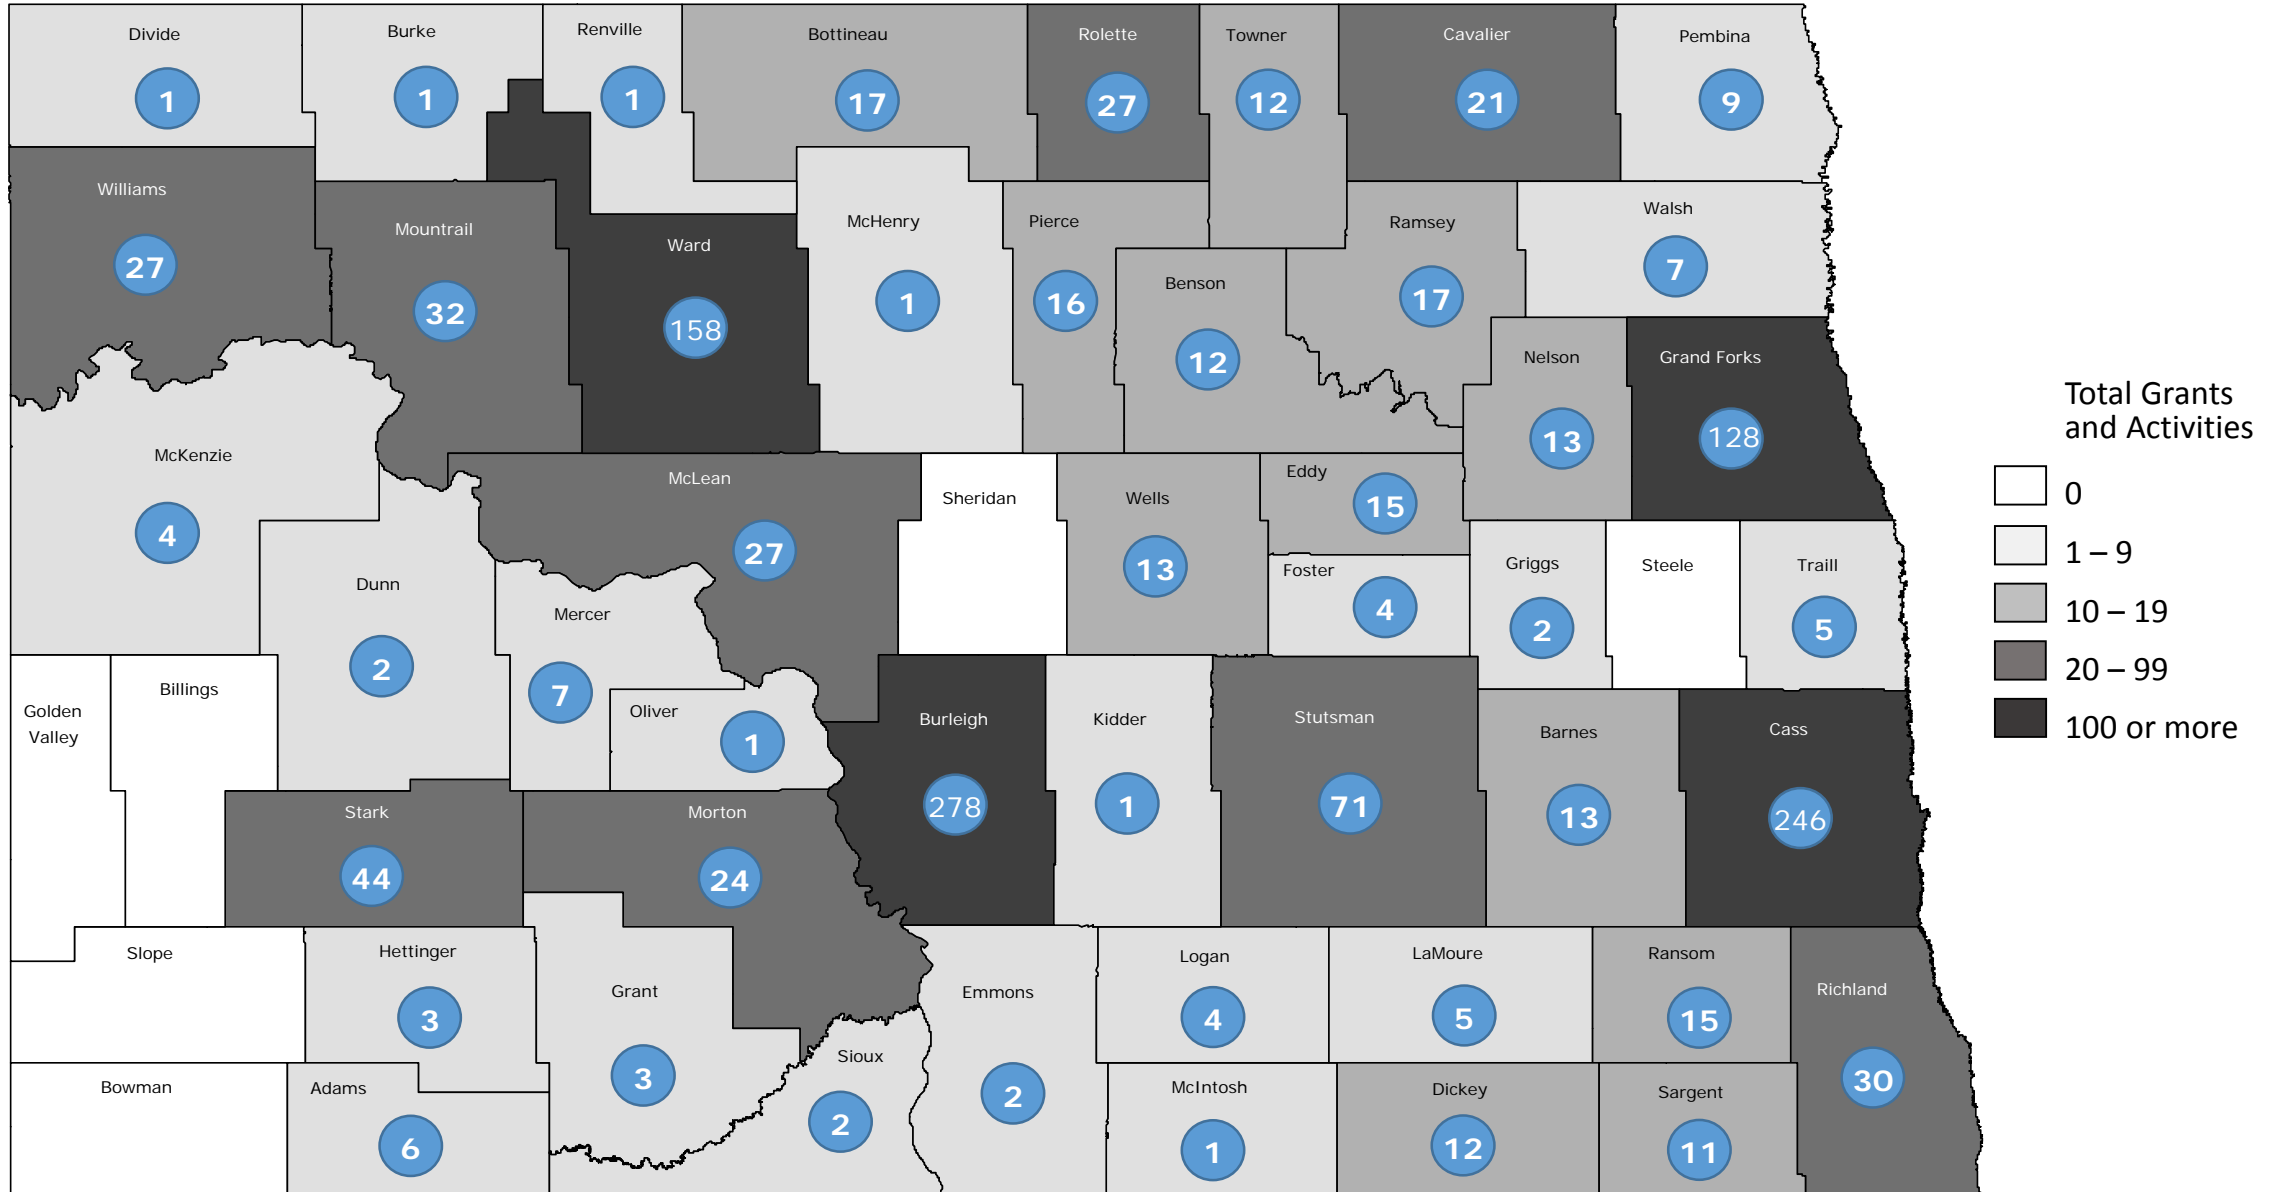 Divide
1
Burke
1
Renville
1
Bottineau
17
Rolette
27
Towner
12
Cavalier
21
Pembina
9
Williams
27
Mountrail
32
Ward
158
McHenry
1
Pierce
16
Benson
12
Ramsey
17
Walsh
7
Nelson
13
Grand Forks
128
McKenzie
4
Dunn
2
McLean
27
Mercer
7
Oliver
1
Sheridan
Wells
13
Eddy
15
Foster
4
Griggs
2
Steele
Traill
5
Golden
Valley
Billings
Stark
44
Morton
24
Burleigh
278
Kidder
1
Stutsman
71
Barnes
13
Cass
246
Slope
Hettinger
3
Grant
3
Bowman
Adams
6
Sioux
2
Emmons
2
Logan
4
LaMoure
5
Ransom
15
Richland
30
McIntosh
1
Dickey
12
Sargent
11
Total Grants
and Activities
0
1 – 9
10 – 19
20 – 99
100 or more